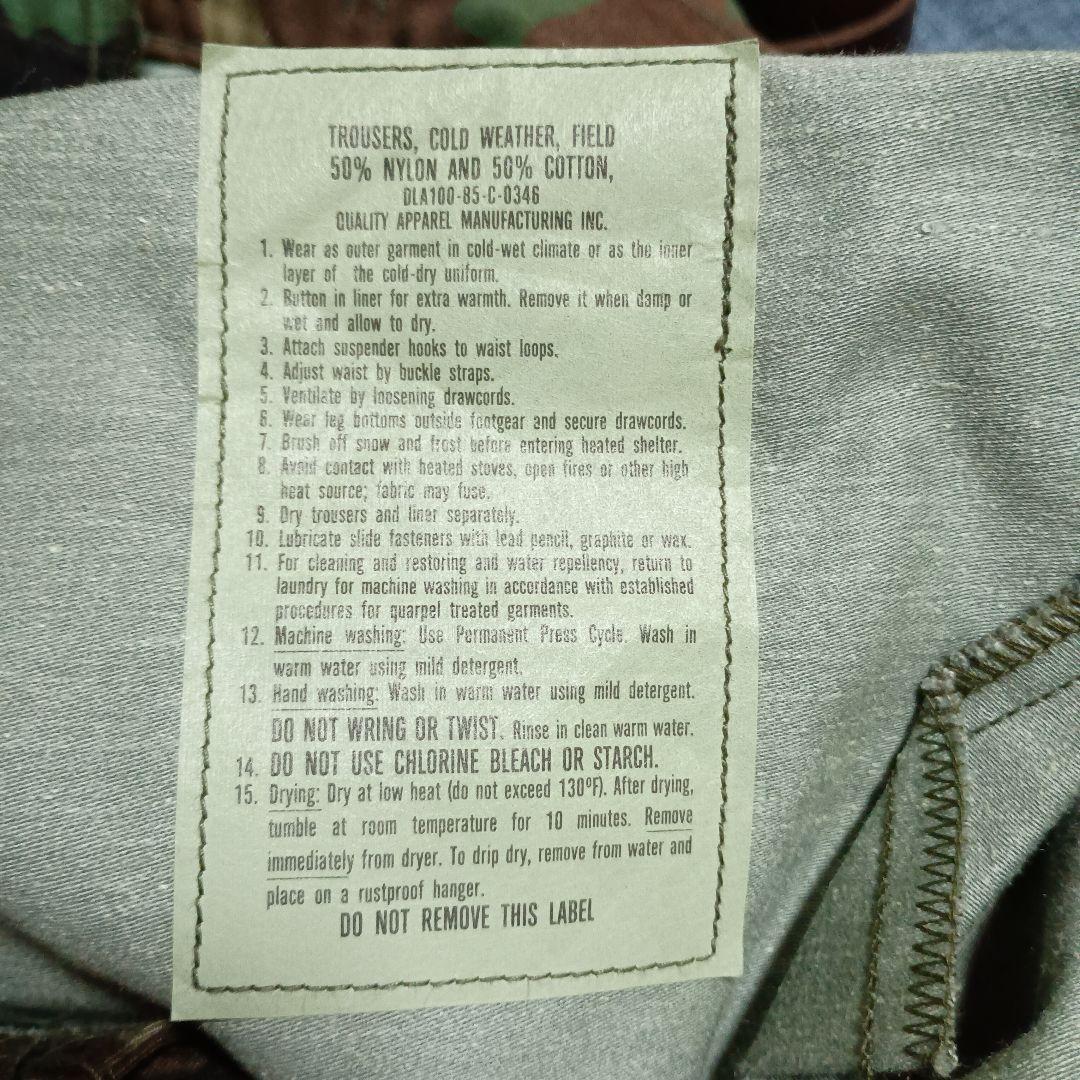 TROUSERS, COLD WEATHER, FIELD
50% NYLON AND 50% COTTON,
DLA100-85-C-0346
QUALITY APPAREL MANUFACTURING INC.
1. Wear as outer garment in cold-wet climate or as the inner
layer of the cold-dry uniform.
2. Button in liner for extra warmth. Remove it when damp or
wet and allow to dry.
3. Attach suspender hooks to waist loops.
4. Adjust waist by buckle straps.
5. Ventilate by loosening drawcords.
6. Wear leg bottoms outside footgear and secure drawcords.
7. Brush off snow and frost before entering heated shelter.
8. Avoid contact with heated stoves, open fires or other high
heat source; fabric may fuse.
9. Dry trousers and liner separately.
10. Lubricate slide fasteners with lead pencil, graphite or wax.
11. For cleaning and restoring and water repellency, return to
laundry for machine washing in accordance with established
procedures for quarpel treated garments.
12. Machine washing: Use Permanent Press Cycle. Wash in
warm water using mild detergent.
13. Hand washing: Wash in warm water using mild detergent.
DO NOT WRING OR TWIST. Rinse in clean warm water.
14. DO NOT USE CHLORINE BLEACH OR STARCH.
15. Drying: Dry at low heat (do not exceed 130ºF). After drying,
tumble at room temperature for 10 minutes. Remove
immediately from dryer. To drip dry, remove from water and
place on a rustproof hanger.
DO NOT REMOVE THIS LABEL